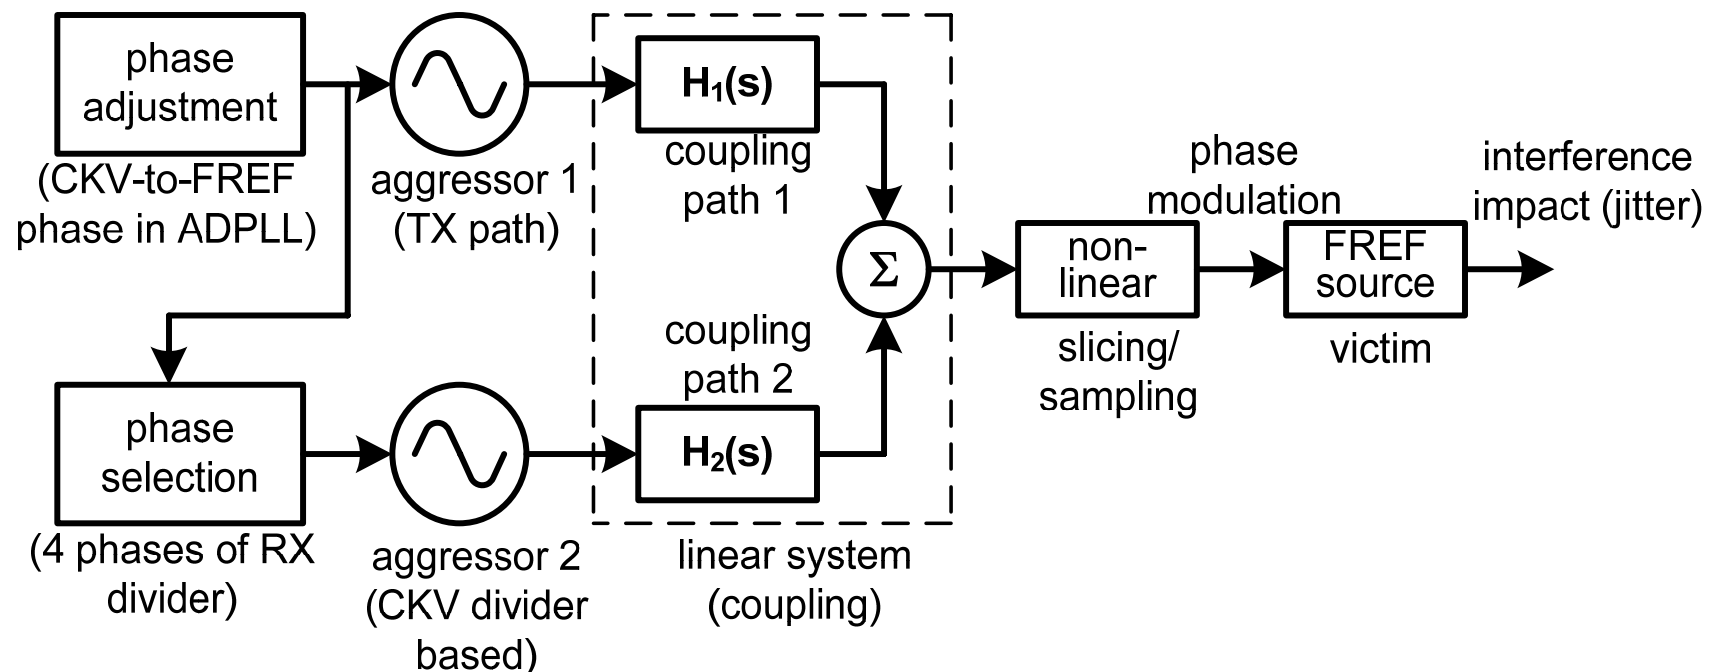 phase
adjustment
(CKV-to-FREF
phase in ADPLL)
aggressor 1
(TX path)
H₁(s)
coupling
path 1
Σ
phase
modulation
non-
linear
slicing/
sampling
FREF
source
victim
interference
impact (jitter)
phase
selection
(4 phases of RX
divider)
aggressor 2
(CKV divider
based)
coupling
path 2
H₂(s)
linear system
(coupling)